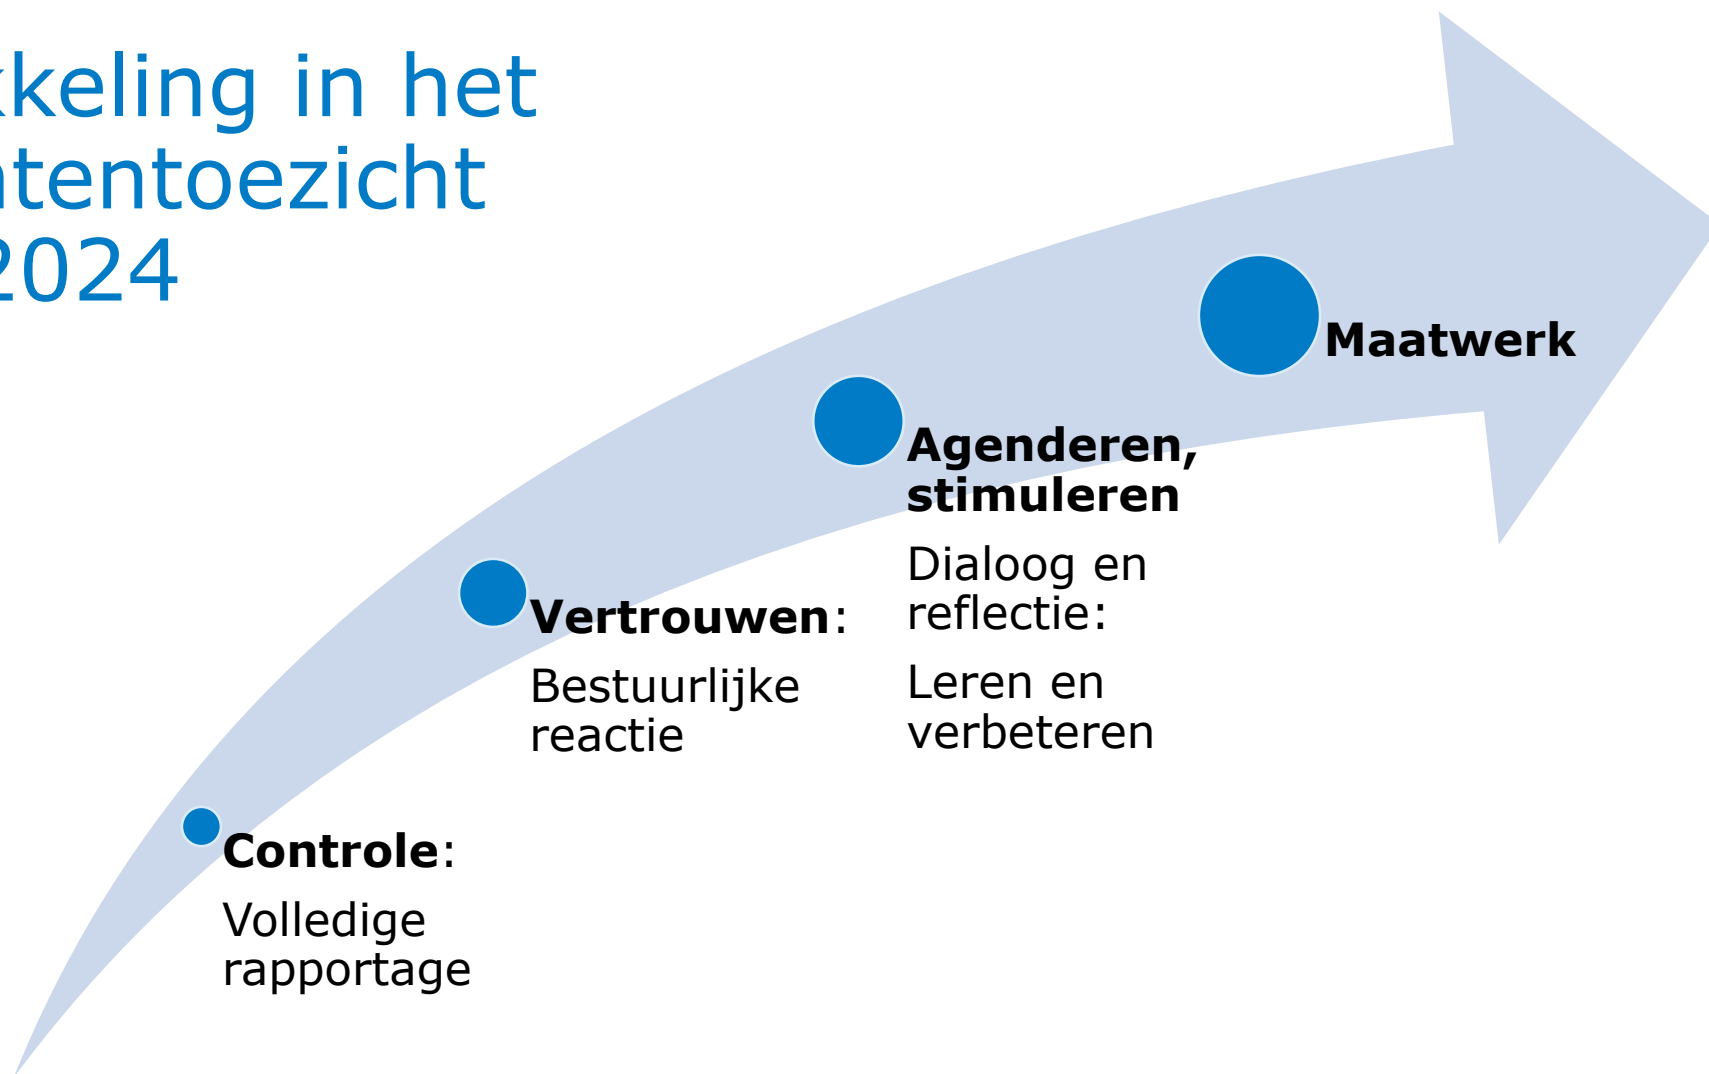 kkeling in het
tentoezicht
2024
Maatwerk
Agenderen,
stimuleren
Dialoog en
reflectie:
Leren en
verbeteren
Vertrouwen:
Bestuurlijke
reactie
Controle:
Volledige
rapportage